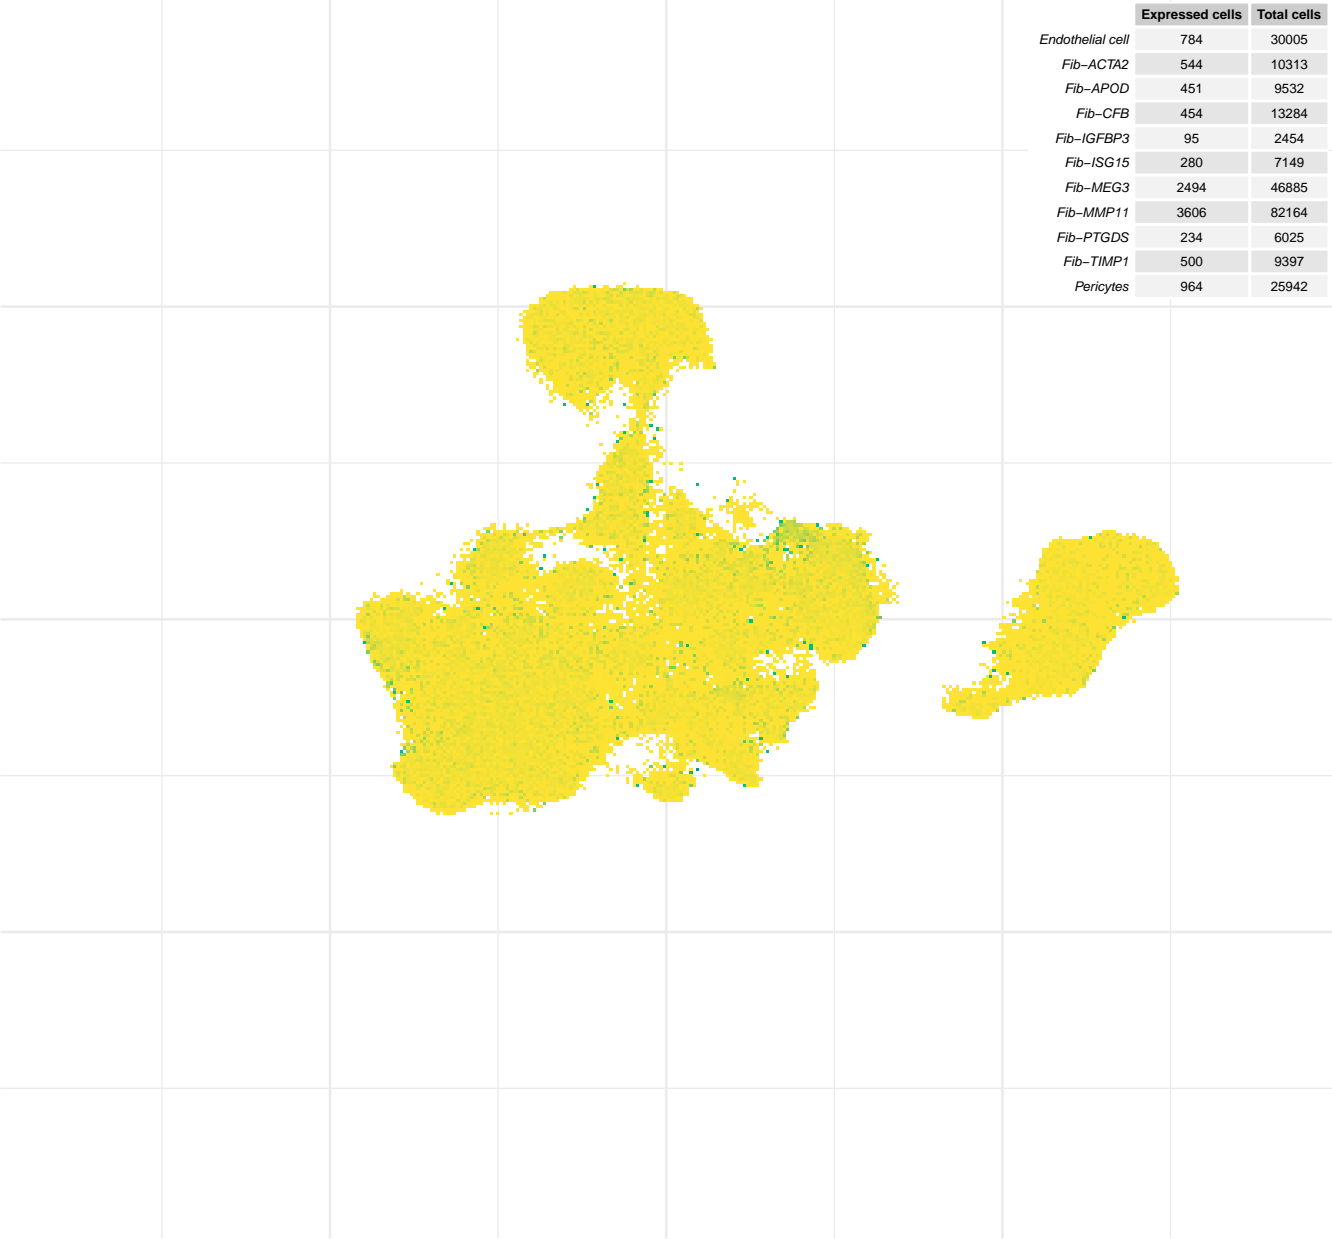 Expressed cells Total cells
Endothelial cell 784 30005
Fib−ACTA2 544 10313
Fib−APOD 451 9532
Fib−CFB 454 13284
Fib−IGFBP3 95 2454
Fib−ISG15 280 7149
Fib−MEG3 2494 46885
Fib−MMP11 3606 82164
Fib−PTGDS 234 6025
Fib−TIMP1 500 9397
Pericytes 964 25942